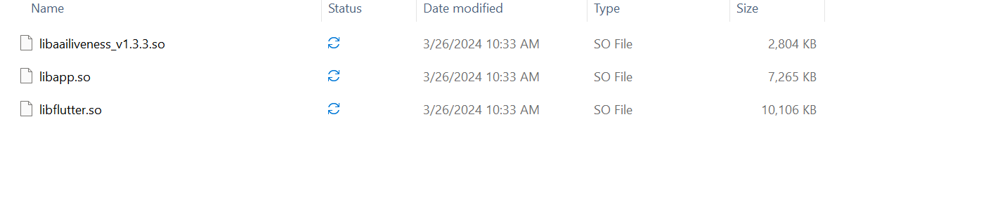 Name Status Date modified Type Size
libaailiveness_v1.3.3.so 3/26/2024 10:33 AM SO File 2,804 KB
libapp.so 3/26/2024 10:33 AM SO File 7,265 KB
libflutter.so 3/26/2024 10:33 AM SO File 10,106 KB